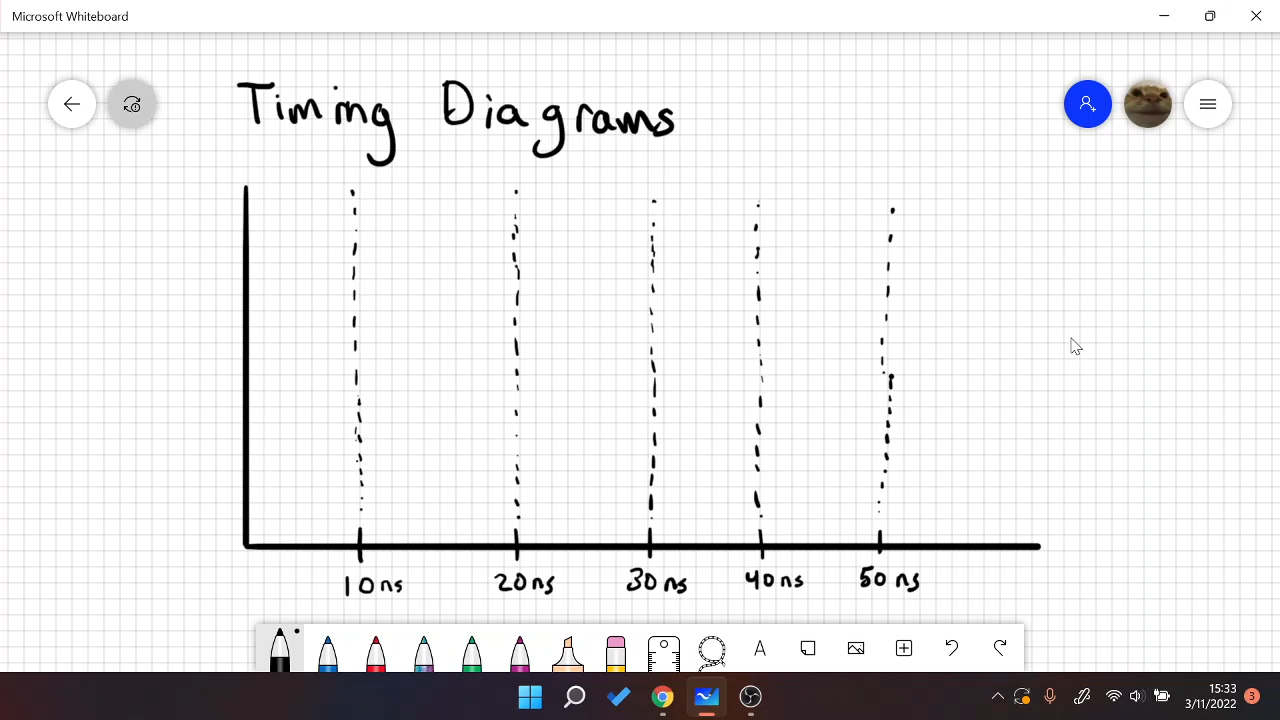 Microsoft Whiteboard
Timing Diagrams
10ns 20ns 30ns 40ns 50ns
A
15:33
3/11/2022
3